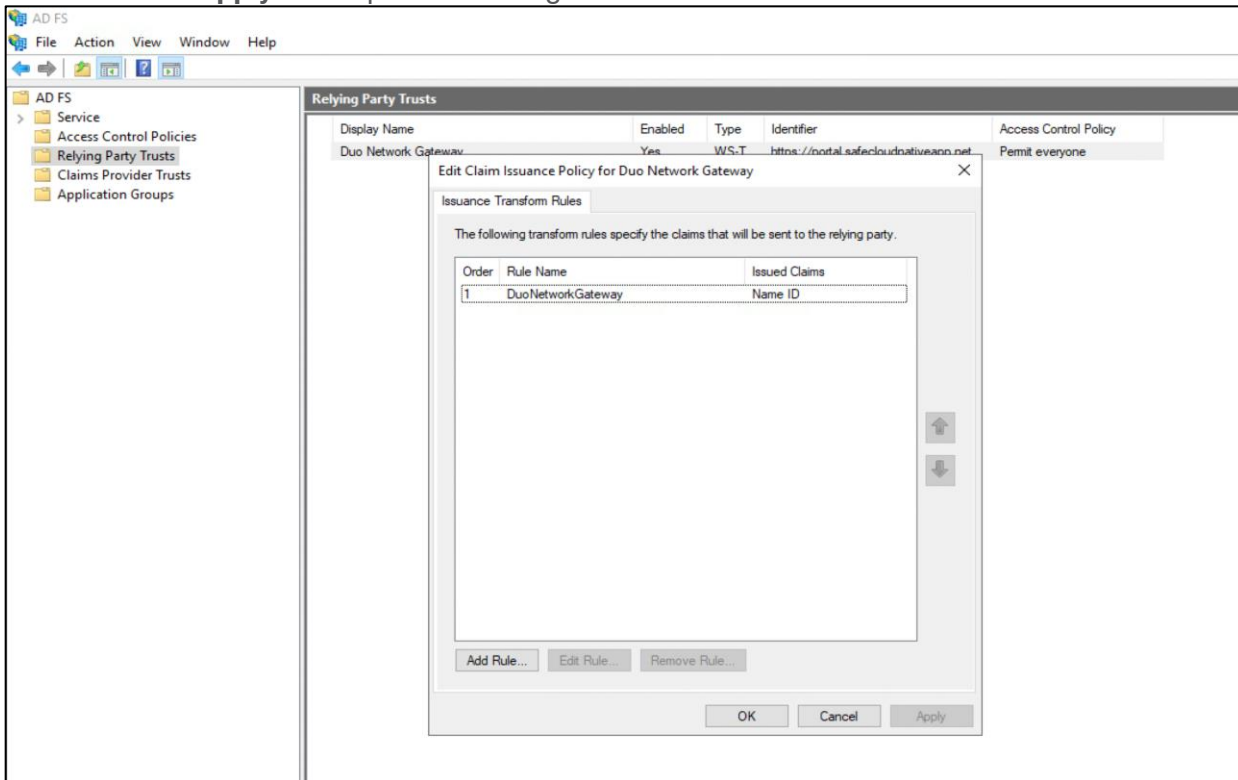 AD FS
File Action View Window Help
AD FS
Service
Access Control Policies
Relying Party Trusts
Claims Provider Trusts
Application Groups
Relying Party Trusts
Display Name Enabled Type Identifier Access Control Policy
Duo Network Gateway Yes WS-T... https://portal.safecloudnativeapp.net... Permit everyone
Edit Claim Issuance Policy for Duo Network Gateway
Issuance Transform Rules
The following transform rules specify the claims that will be sent to the relying party.
Order Rule Name Issued Claims
1 DuoNetworkGateway Name ID
Add Rule... Edit Rule... Remove Rule...
OK Cancel Apply